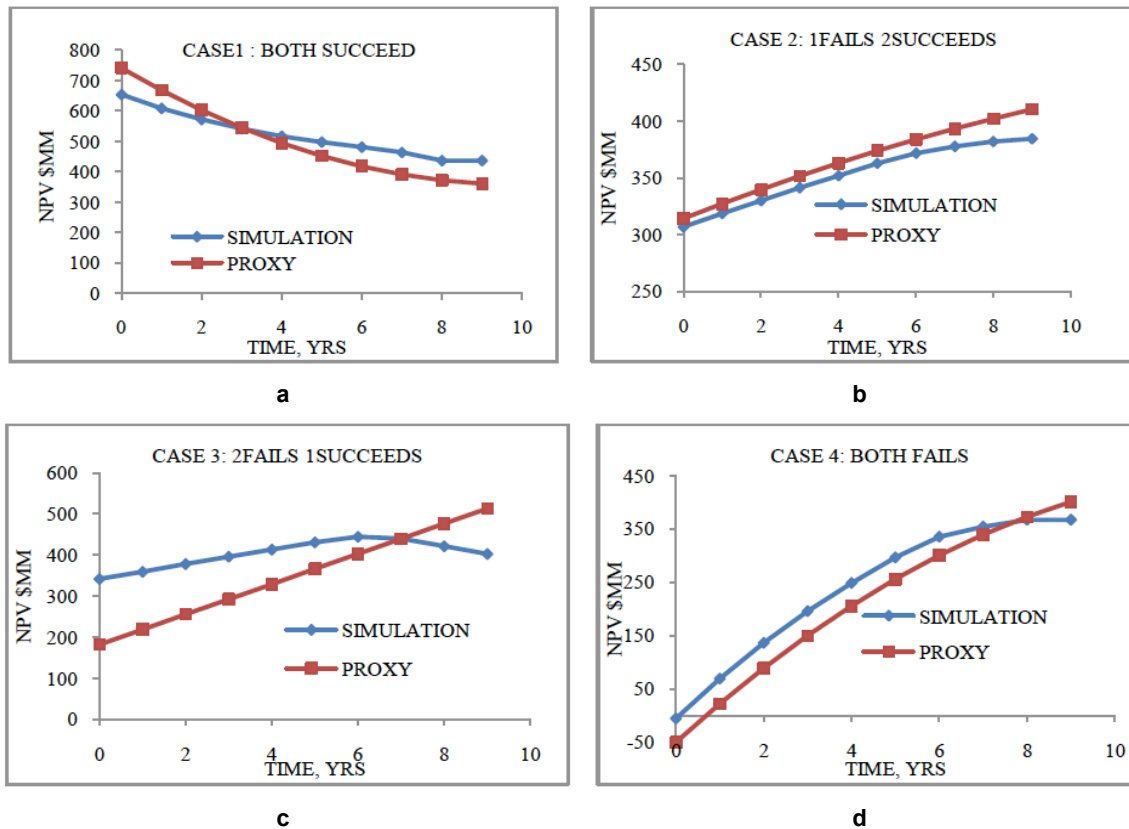 CASE1 : BOTH SUCCEED
800
700
600
500
400
300
200
100
0
NPV $MM
SIMULATION
PROXY
0 2 4 6 8 10
TIME, YRS
a
CASE 2: 1FAILS 2SUCCEEDS
450
400
350
300
250
NPV $MM
SIMULATION
PROXY
0 2 4 6 8 10
TIME, YRS
b
CASE 3: 2FAILS 1SUCCEEDS
600
500
400
300
200
100
0
NPV $MM
SIMULATION
PROXY
0 2 4 6 8 10
TIME, YRS
c
CASE 4: BOTH FAILS
450
350
250
150
50
-50
NPV $MM
SIMULATION
PROXY
0 2 4 6 8 10
TIME, YRS
d